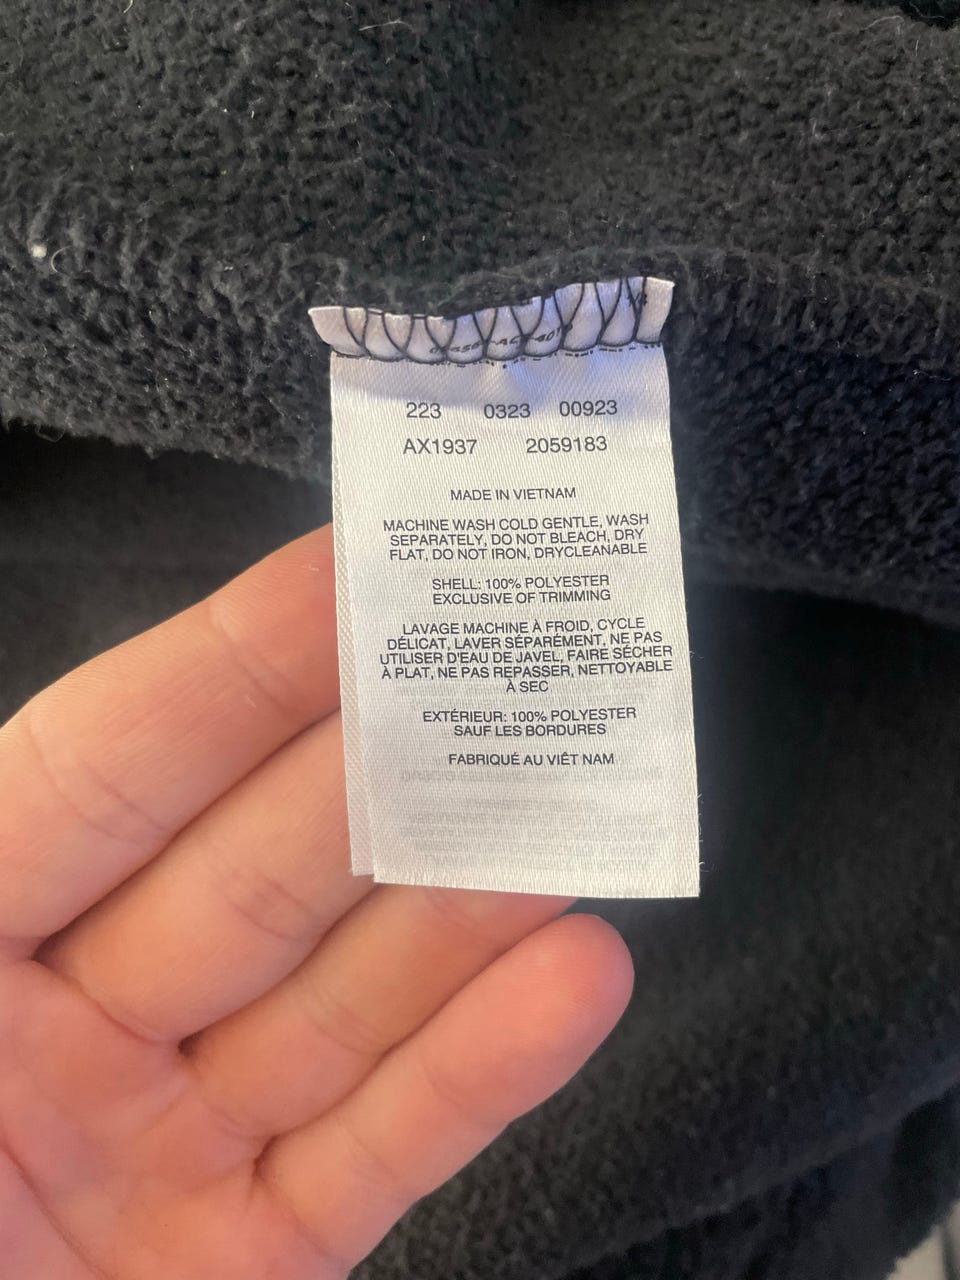 223 0323 00923
AX1937 2059183
MADE IN VIETNAM
MACHINE WASH COLD GENTLE, WASH
SEPARATELY, DO NOT BLEACH, DRY
FLAT, DO NOT IRON, DRYCLEANABLE
SHELL: 100% POLYESTER
EXCLUSIVE OF TRIMMING
LAVAGE MACHINE À FROID, CYCLE
DÉLICAT, LAVER SÉPARÉMENT, NE PAS
UTILISER D'EAU DE JAVEL, FAIRE SÉCHER
À PLAT, NE PAS REPASSER, NETTOYABLE
À SEC
EXTÉRIEUR: 100% POLYESTER
SAUF LES BORDURES
FABRIQUÉ AU VIÊT NAM